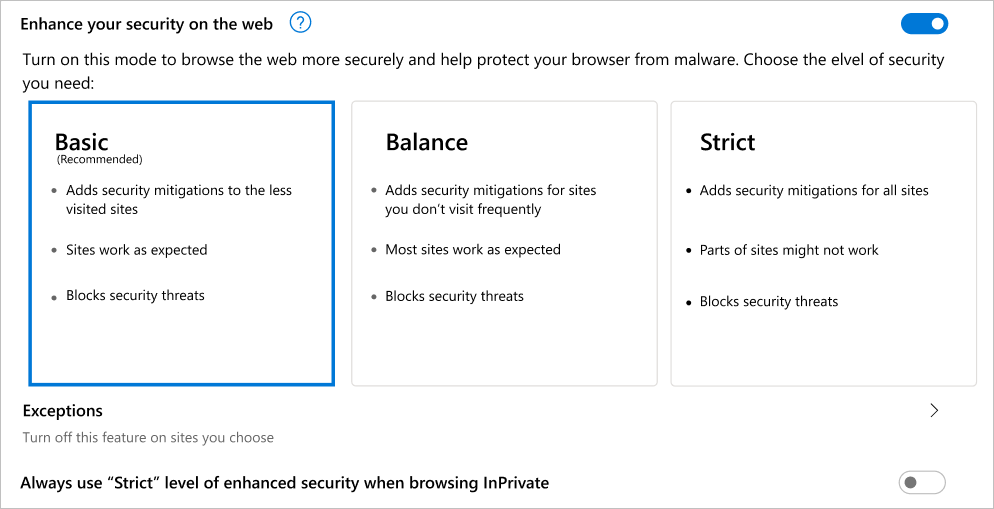 Enhance your security on the web ?
Turn on this mode to browse the web more securely and help protect your browser from malware. Choose the elvel of security
you need:
Basic
(Recommended)
• Adds security mitigations to the less
visited sites
• Sites work as expected
• Blocks security threats
Balance
• Adds security mitigations for sites
you don't visit frequently
• Most sites work as expected
• Blocks security threats
Strict
• Adds security mitigations for all sites
• Parts of sites might not work
• Blocks security threats
Exceptions
Turn off this feature on sites you choose
Always use “Strict” level of enhanced security when browsing InPrivate